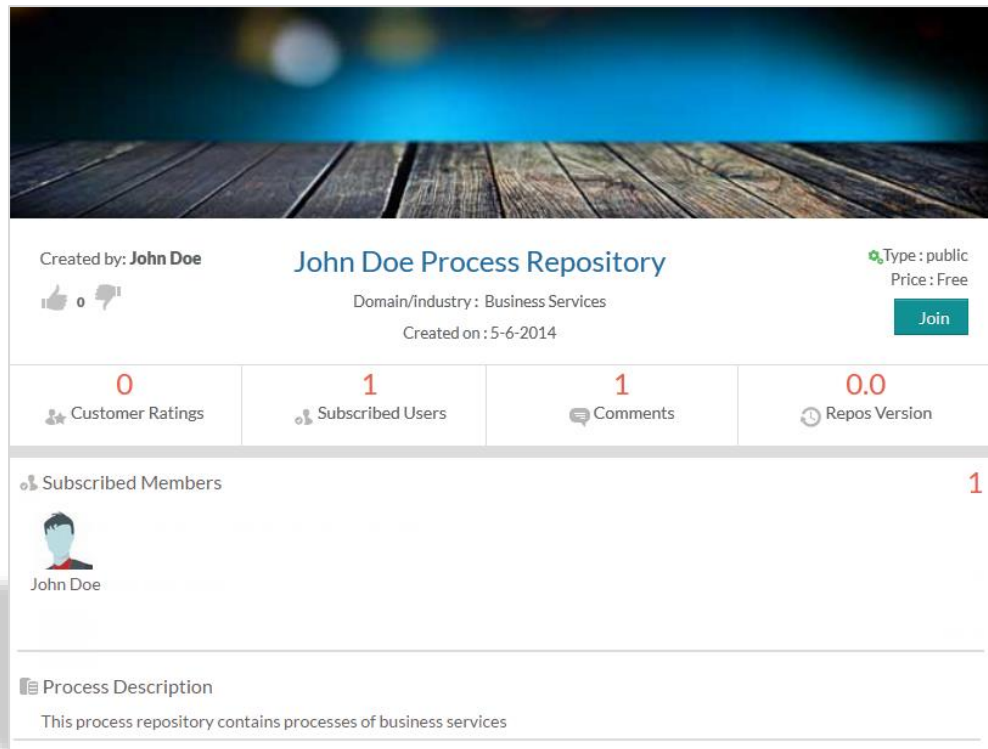 Created by: John Doe
0
John Doe Process Repository
Domain/industry : Business Services
Created on : 5-6-2014
Type : public
Price : Free
Join
0
Customer Ratings
1
Subscribed Users
1
Comments
0.0
Repos Version
Subscribed Members
1
John Doe
Process Description
This process repository contains processes of business services